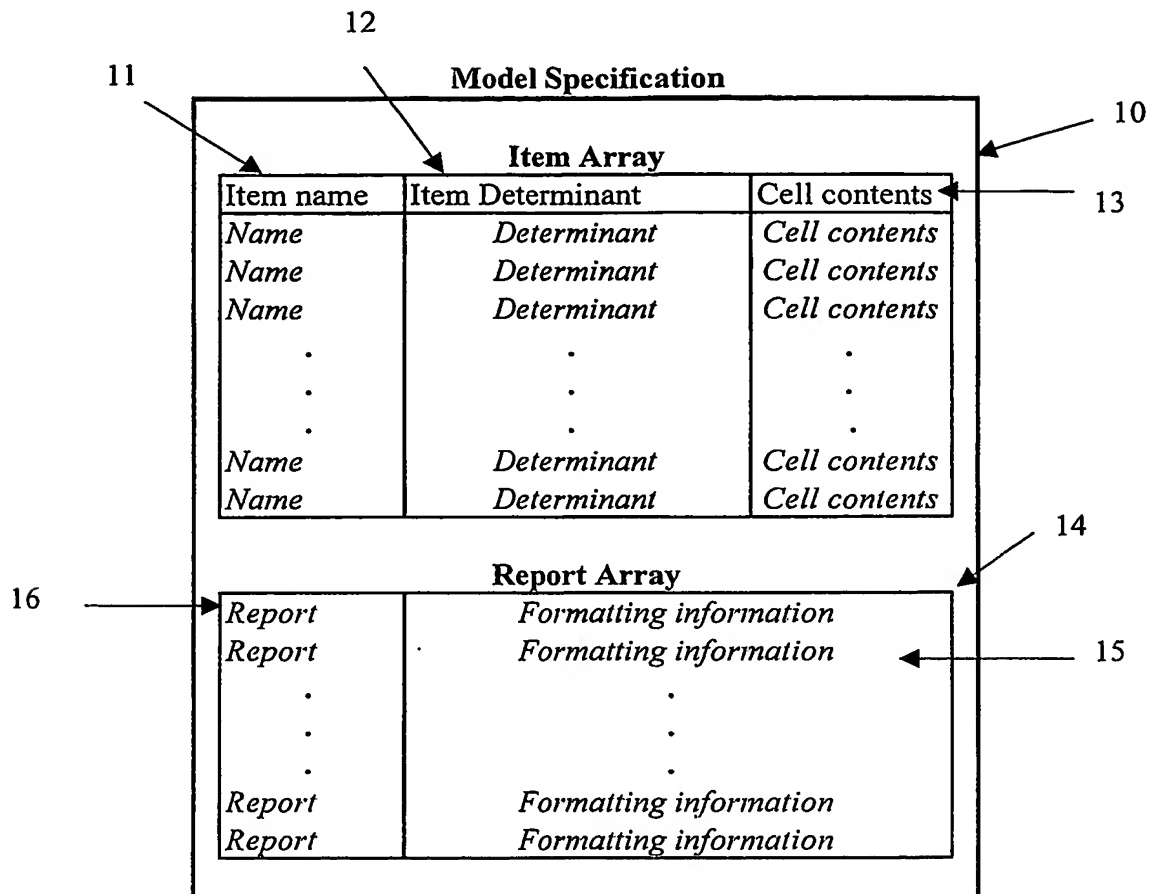 12
11
Model Specification
10
Item Array
Item name Item Determinant Cell contents
13
Name Determinant Cell contents
Name Determinant Cell contents
Name Determinant Cell contents
. . .
. . .
. . .
Name Determinant Cell contents
Name Determinant Cell contents
14
Report Array
16
Report Formatting information
Report Formatting information
15
. .
. .
. .
Report Formatting information
Report Formatting information